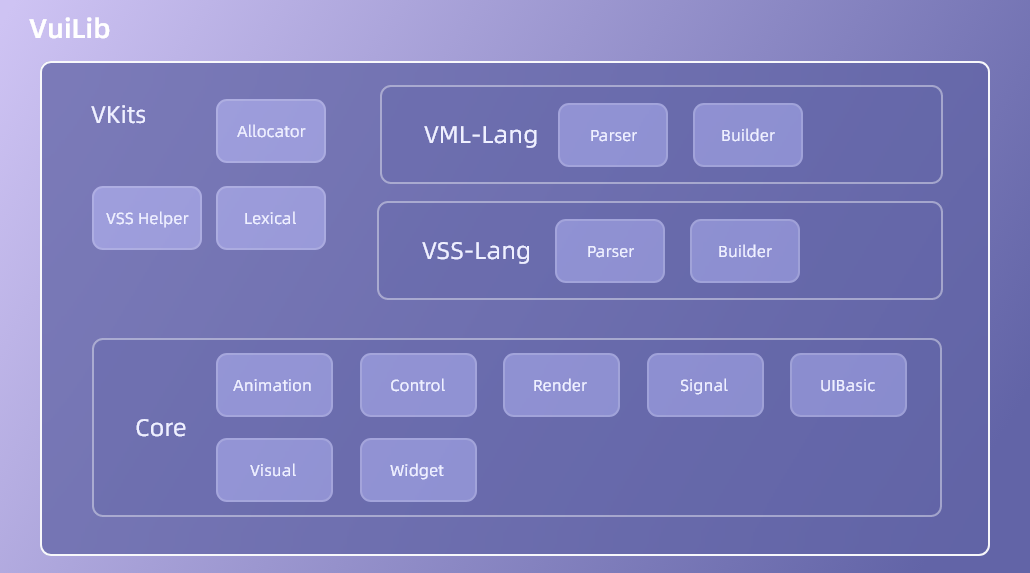 VuiLib
VKits
Allocator
VSS Helper
Lexical
VML-Lang
Parser
Builder
VSS-Lang
Parser
Builder
Core
Animation
Control
Render
Signal
UIBasic
Visual
Widget